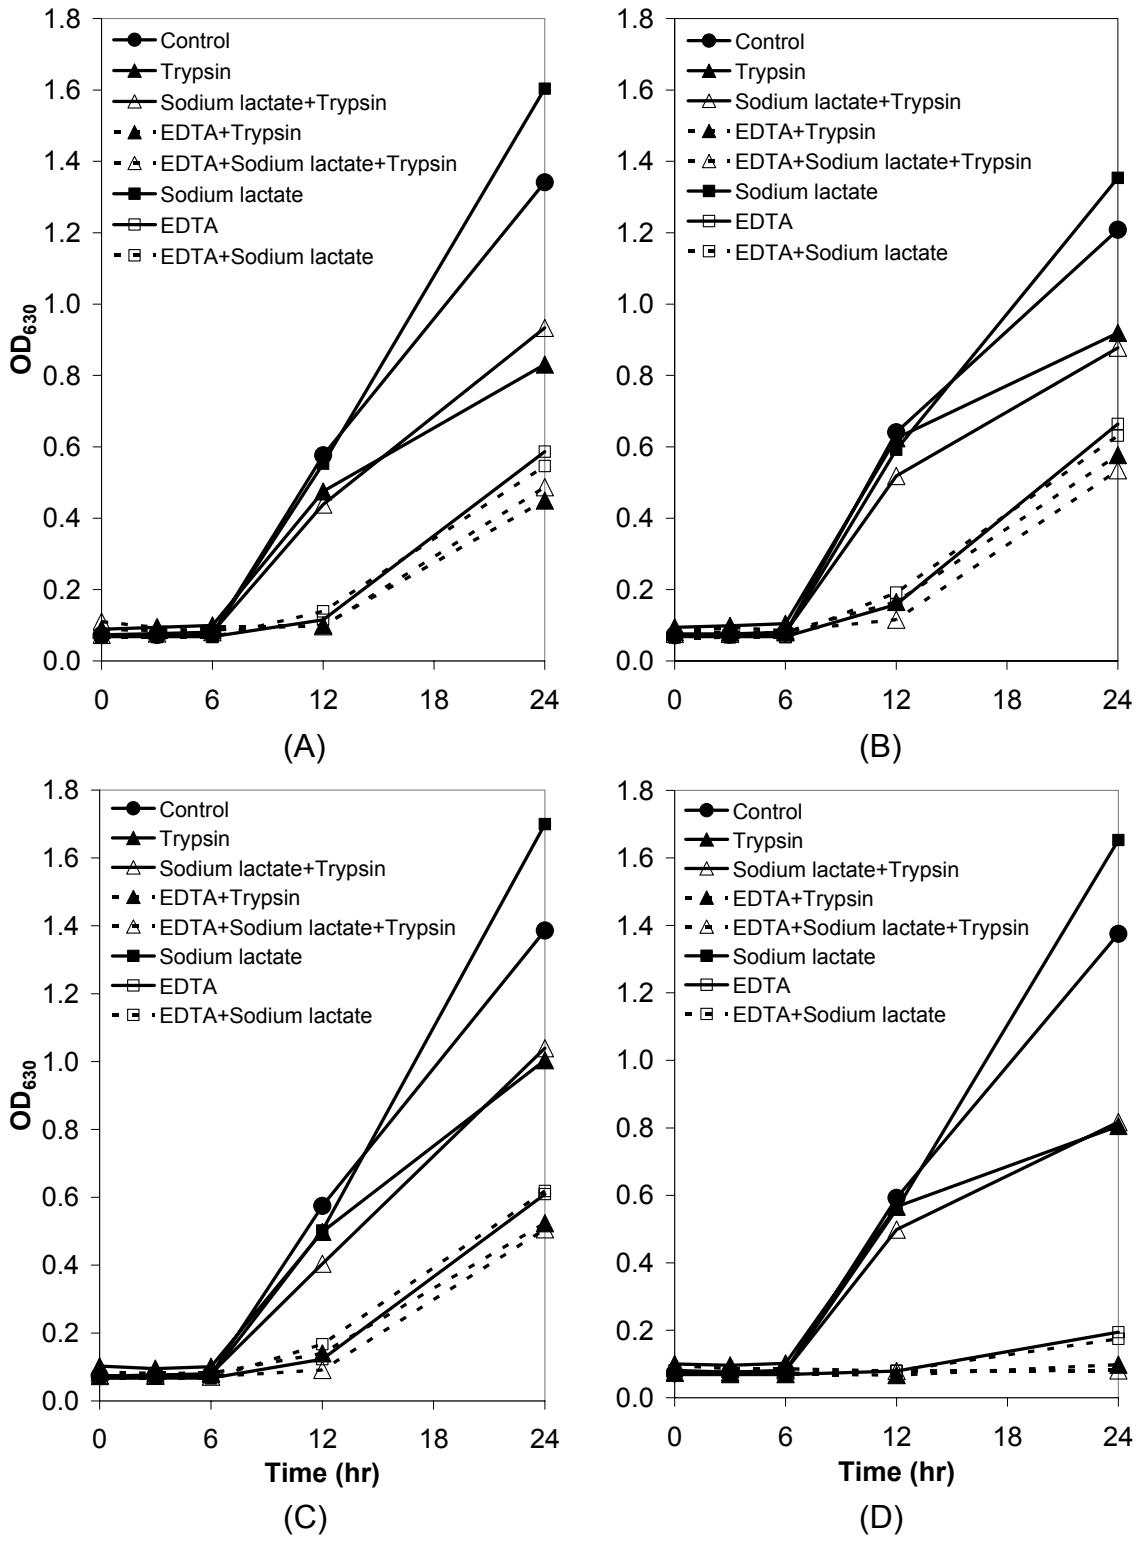 1.8
1.6
1.4
1.2
1.0
0.8
0.6
0.4
0.2
0.0
OD630
Control
Trypsin
Sodium lactate+Trypsin
EDTA+Trypsin
EDTA+Sodium lactate+Trypsin
Sodium lactate
EDTA
EDTA+Sodium lactate
0 6 12 18 24
(A)
1.8
1.6
1.4
1.2
1.0
0.8
0.6
0.4
0.2
0.0
Control
Trypsin
Sodium lactate+Trypsin
EDTA+Trypsin
EDTA+Sodium lactate+Trypsin
Sodium lactate
EDTA
EDTA+Sodium lactate
0 6 12 18 24
(B)
1.8
1.6
1.4
1.2
1.0
0.8
0.6
0.4
0.2
0.0
OD630
Control
Trypsin
Sodium lactate+Trypsin
EDTA+Trypsin
EDTA+Sodium lactate+Trypsin
Sodium lactate
EDTA
EDTA+Sodium lactate
0 6 12 18 24
Time (hr)
(C)
1.8
1.6
1.4
1.2
1.0
0.8
0.6
0.4
0.2
0.0
Control
Trypsin
Sodium lactate+Trypsin
EDTA+Trypsin
EDTA+Sodium lactate+Trypsin
Sodium lactate
EDTA
EDTA+Sodium lactate
0 6 12 18 24
Time (hr)
(D)